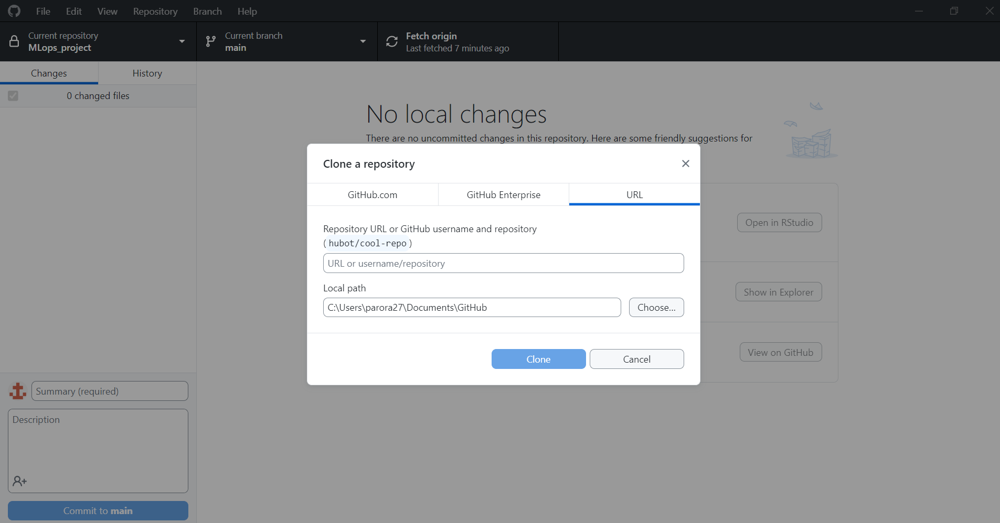 File Edit View Repository Branch Help
Current repository
MLops_project
Current branch
main
Fetch origin
Last fetched 7 minutes ago
Changes History
0 changed files
No local changes
There are no uncommitted changes in this repository. Here are some friendly suggestions for
Clone a repository
GitHub.com GitHub Enterprise URL
Repository URL or GitHub username and repository
(hubot/cool-repo)
URL or username/repository
Local path
C:\Users\parora27\Documents\GitHub Choose...
Clone Cancel
Open in RStudio
Show in Explorer
View on GitHub
Summary (required)
Description
Commit to main